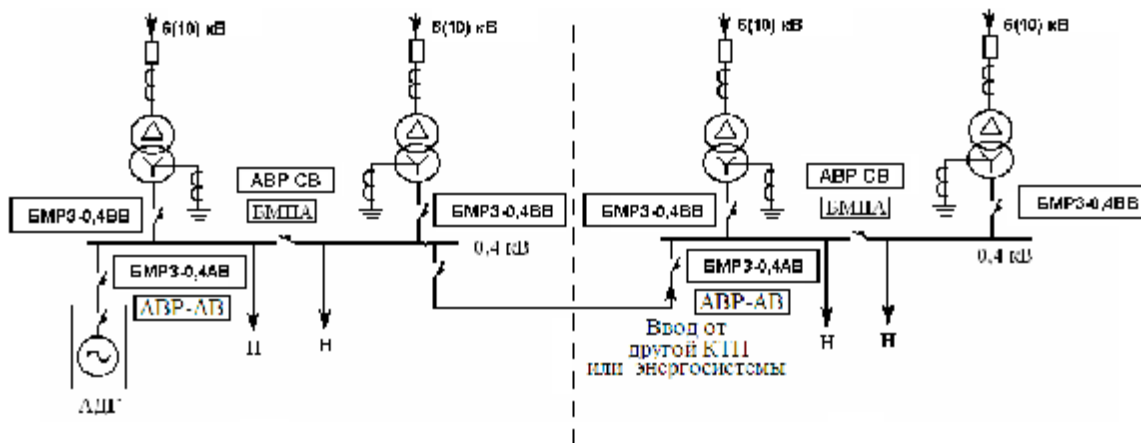 6(10) кВ
6(10) кВ
6(10) кВ
6(10) кВ
АВР СВ
БМПА
БМРЗ-0,4ВВ
БМРЗ-0,4ВВ
0,4 кВ
БМРЗ-0,4АВ
АВР-АВ
Н
Н
АДГ
АВР СВ
БМПА
БМРЗ-0,4ВВ
БМРЗ-0,4ВВ
0,4 кВ
БМРЗ-0,4АВ
АВР-АВ
Ввод от
другой КТП
или энергосистемы
Н
Н